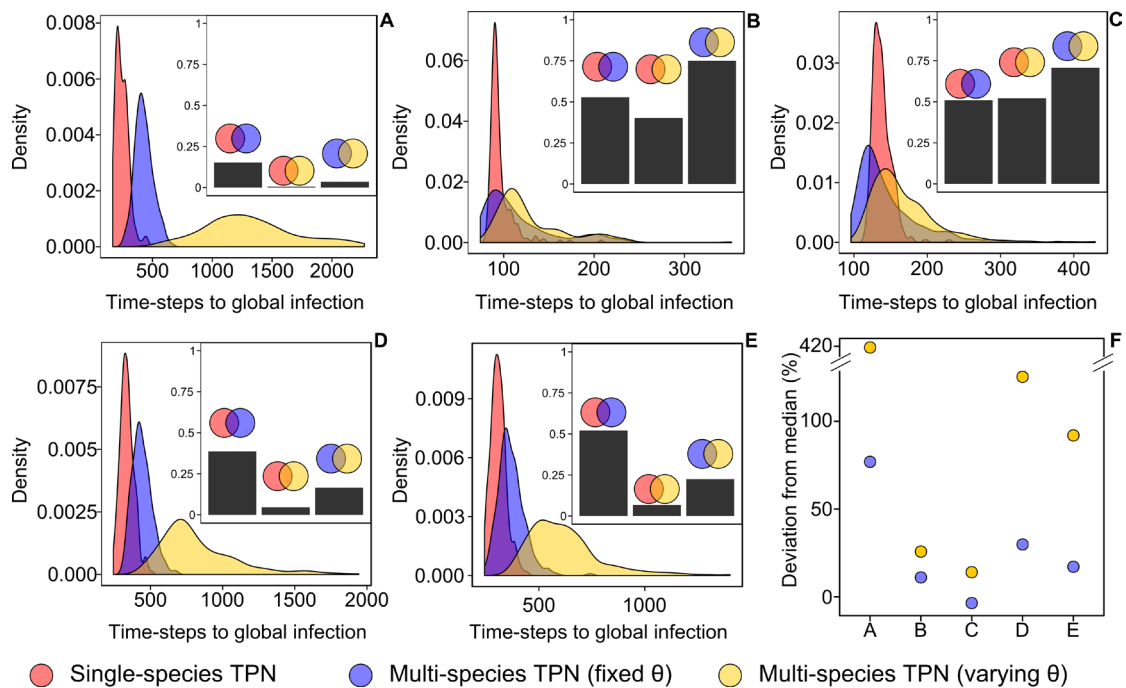 A
Density
0.008
0.006
0.004
0.002
0.000
500 1000 1500 2000
Time-steps to global infection
1
0.75
0.5
0.25
0
B
Density
0.06
0.04
0.02
0.00
100 200 300
Time-steps to global infection
1
0.75
0.5
0.25
0
C
Density
0.03
0.02
0.01
0.00
100 200 300 400
Time-steps to global infection
1
0.75
0.5
0.25
0
D
Density
0.0075
0.0050
0.0025
0.000
500 1000 1500 2000
Time-steps to global infection
1
0.75
0.5
0.25
0
E
Density
0.009
0.006
0.003
0.000
500 1000
Time-steps to global infection
1
0.75
0.5
0.25
0
F
Deviation from median (%)
420
100
50
0
A B C D E
Single-species TPN Multi-species TPN (fixed θ) Multi-species TPN (varying θ)